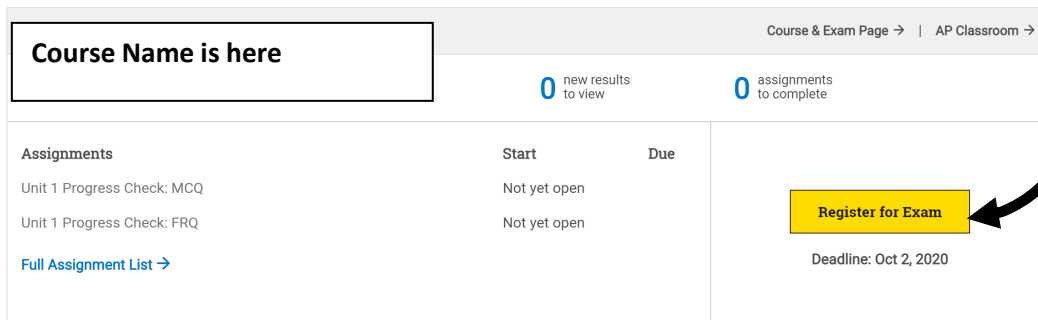 Course & Exam Page → | AP Classroom →
Course Name is here
0 new results to view
0 assignments to complete
Assignments Start Due
Unit 1 Progress Check: MCQ Not yet open
Unit 1 Progress Check: FRQ Not yet open
Full Assignment List →
Register for Exam
Deadline: Oct 2, 2020